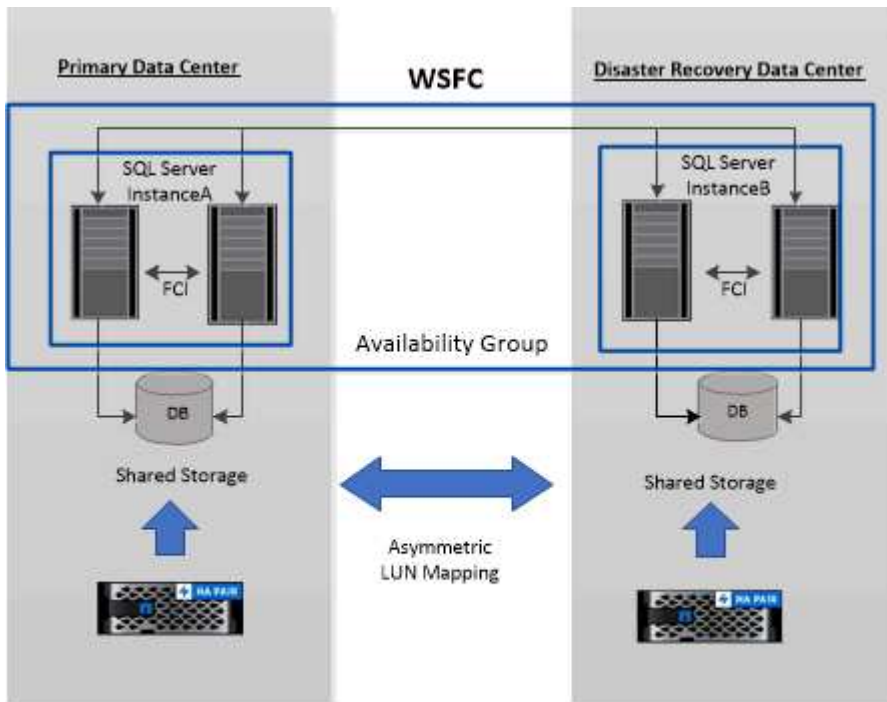 Primary Data Center
WSFC
Disaster Recovery Data Center
SQL Server
InstanceA
SQL Server
InstanceB
FCI
FCI
Availability Group
DB
DB
Shared Storage
Shared Storage
Asymmetric
LUN Mapping
HA PAIR
HA PAIR